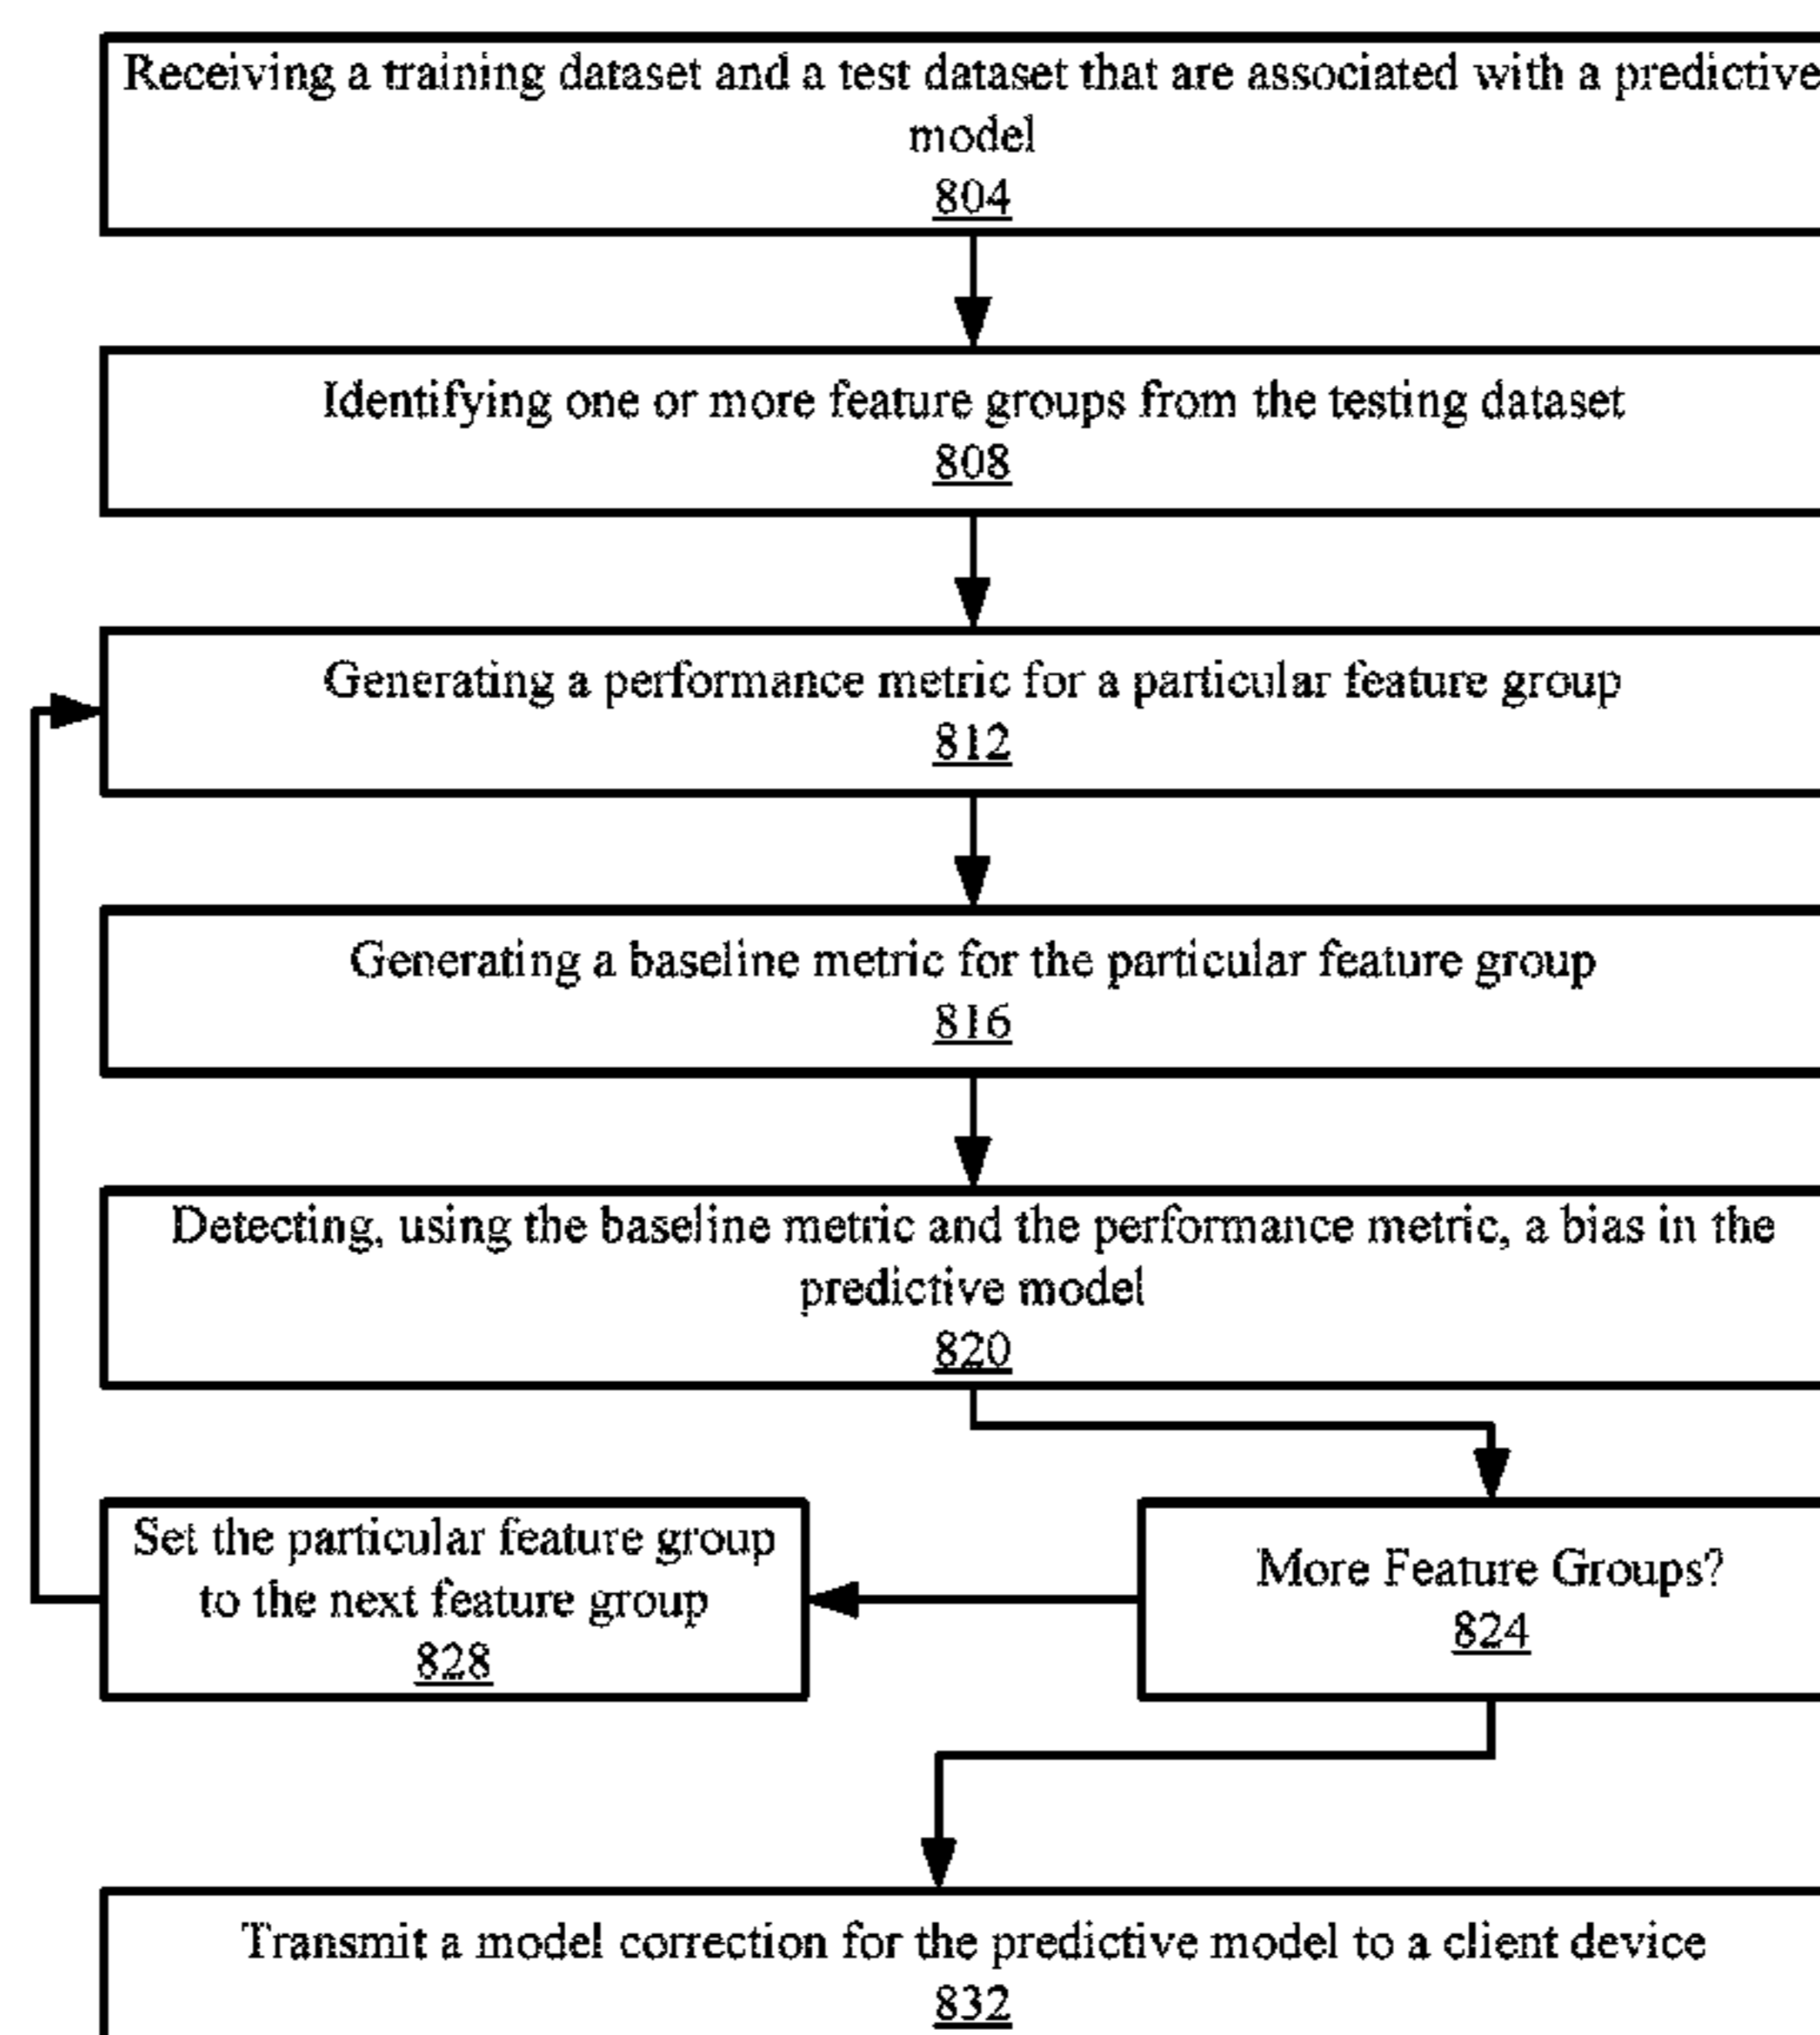 Receiving a training dataset and a test dataset that are associated with a predictive
model
804
Identifying one or more feature groups from the testing dataset
808
Generating a performance metric for a particular feature group
812
Generating a baseline metric for the particular feature group
816
Detecting, using the baseline metric and the performance metric, a bias in the
predictive model
820
Set the particular feature group
to the next feature group
828
More Feature Groups?
824
Transmit a model correction for the predictive model to a client device
832